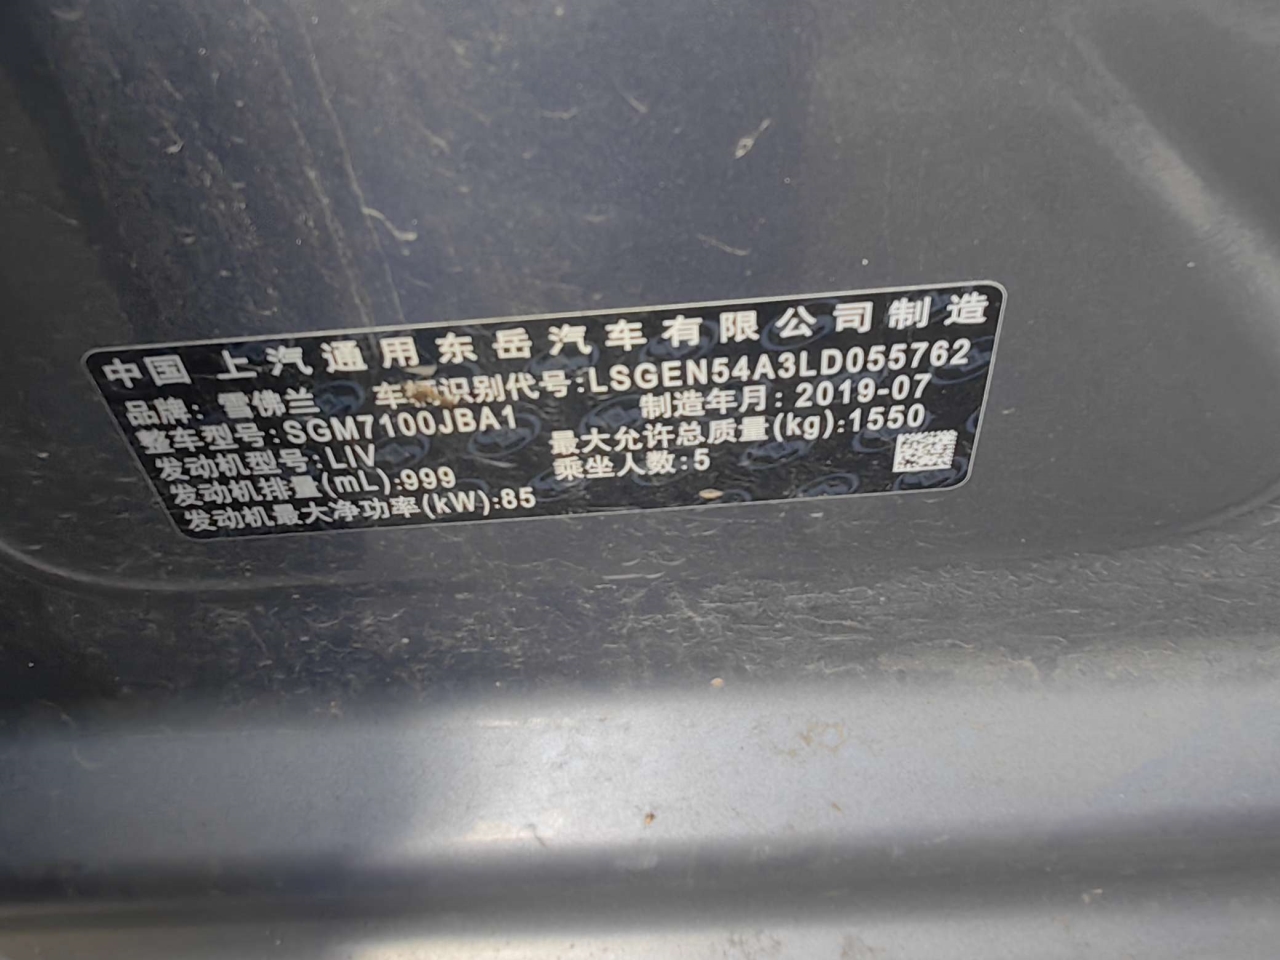 中国 上汽通用东岳汽车有限公司制造
品牌: 雪佛兰 车辆识别代号:LSGEN54A3LD055762
整车型号:SGM7100JBA1 制造年月: 2019-07
发动机型号:LIV 最大允许总质量(kg):1550
发动机排量(mL):999 乘坐人数:5
发动机最大净功率(kW):85